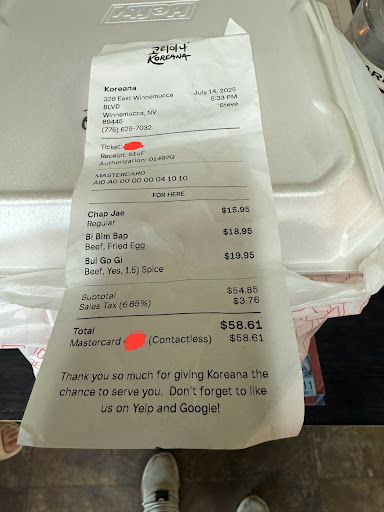 코리아나
KOREANA
Koreana
329 East Winnemucca July 14, 2025
BLVD 5:33 PM
Winnemucca, NV Steve
89445
(775) 625-7032
Ticket:
Receipt: b1uF
Authorization: 01497G
MASTERCARD
AID A0 00 00 00 04 10 10
FOR HERE
Chap Jae $15.95
Regular
Bi Bim Bap $18.95
Beef, Fried Egg
Bul Go Gi $19.95
Beef, Yes, 1.5) Spice
Subtotal $54.85
Sales Tax (6.85%) $3.76
Total $58.61
Mastercard (Contactless) $58.61
Thank you so much for giving Koreana the
chance to serve you. Don't forget to like
us on Yelp and Google!